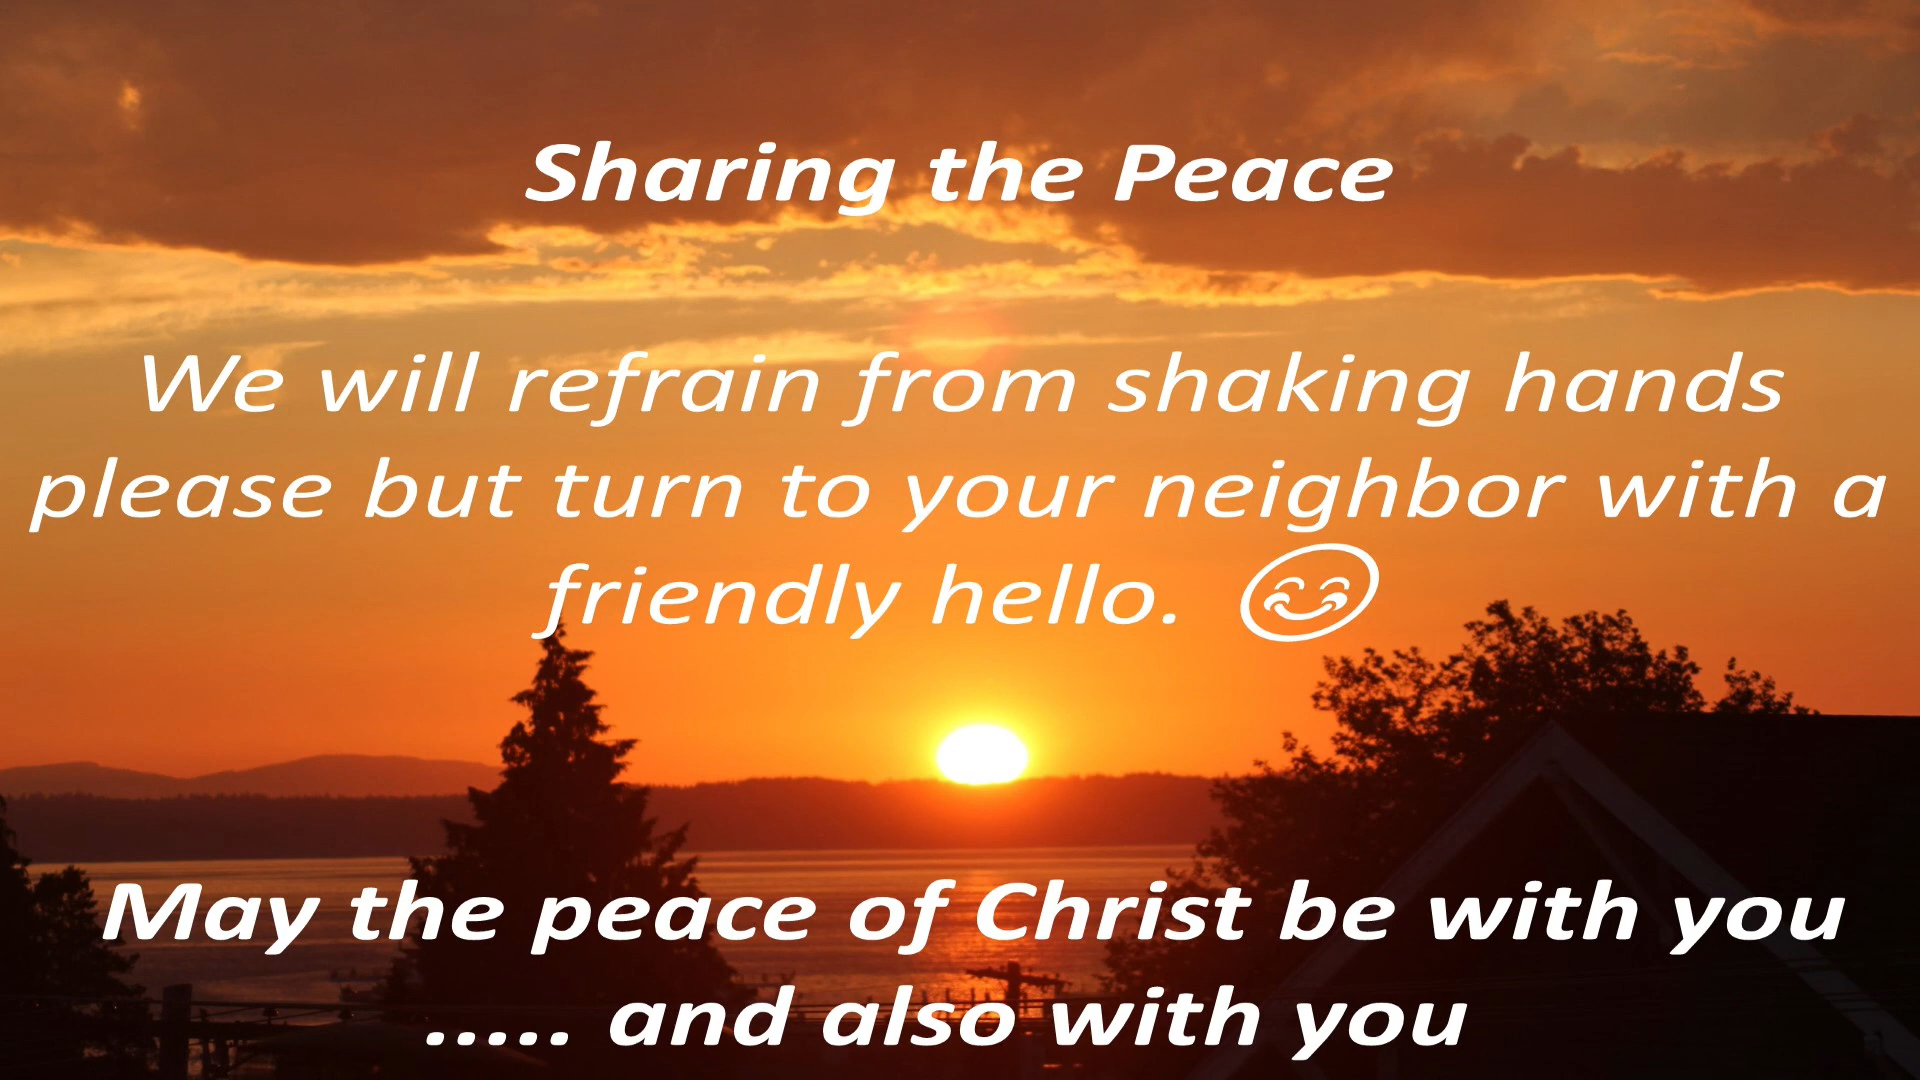 Sharing the Peace
We will refrain from shaking hands
please but turn to your neighbor with a
friendly hello. 😊
May the peace of Christ be with you
..... and also with you